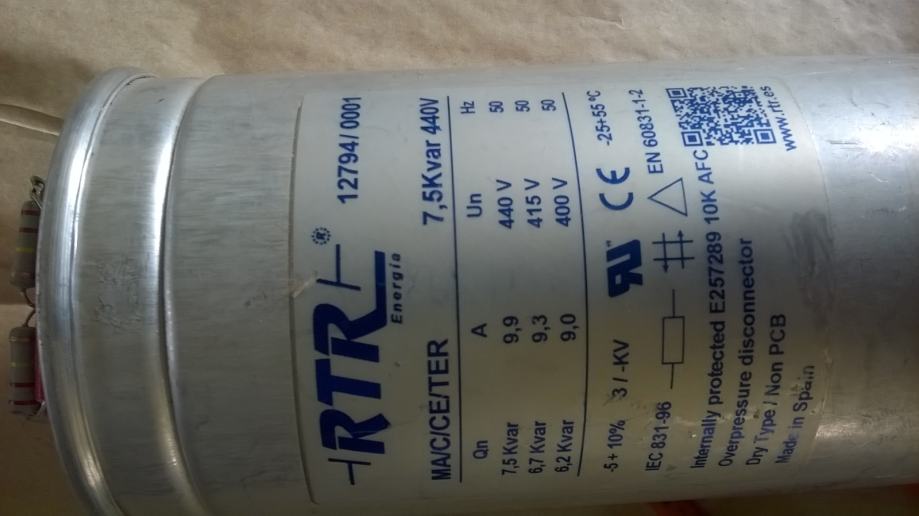 RTR ®
Energía
12794/ 0001
MA/C/CE/TER 7,5Kvar 440V
Qn A Un Hz
7,5 Kvar 9,9 440 V 50
6,7 Kvar 9,3 415 V 50
6,2 Kvar 9,0 400 V 50
-5 + 10% 3 / -KV CE -25+55 ºC
IEC 831-96 EN 60831-1-2
Internally protected E257289 10K AFC
Overpressure disconnector
Dry Type / Non PCB
Made in Spain
www.rtr.es